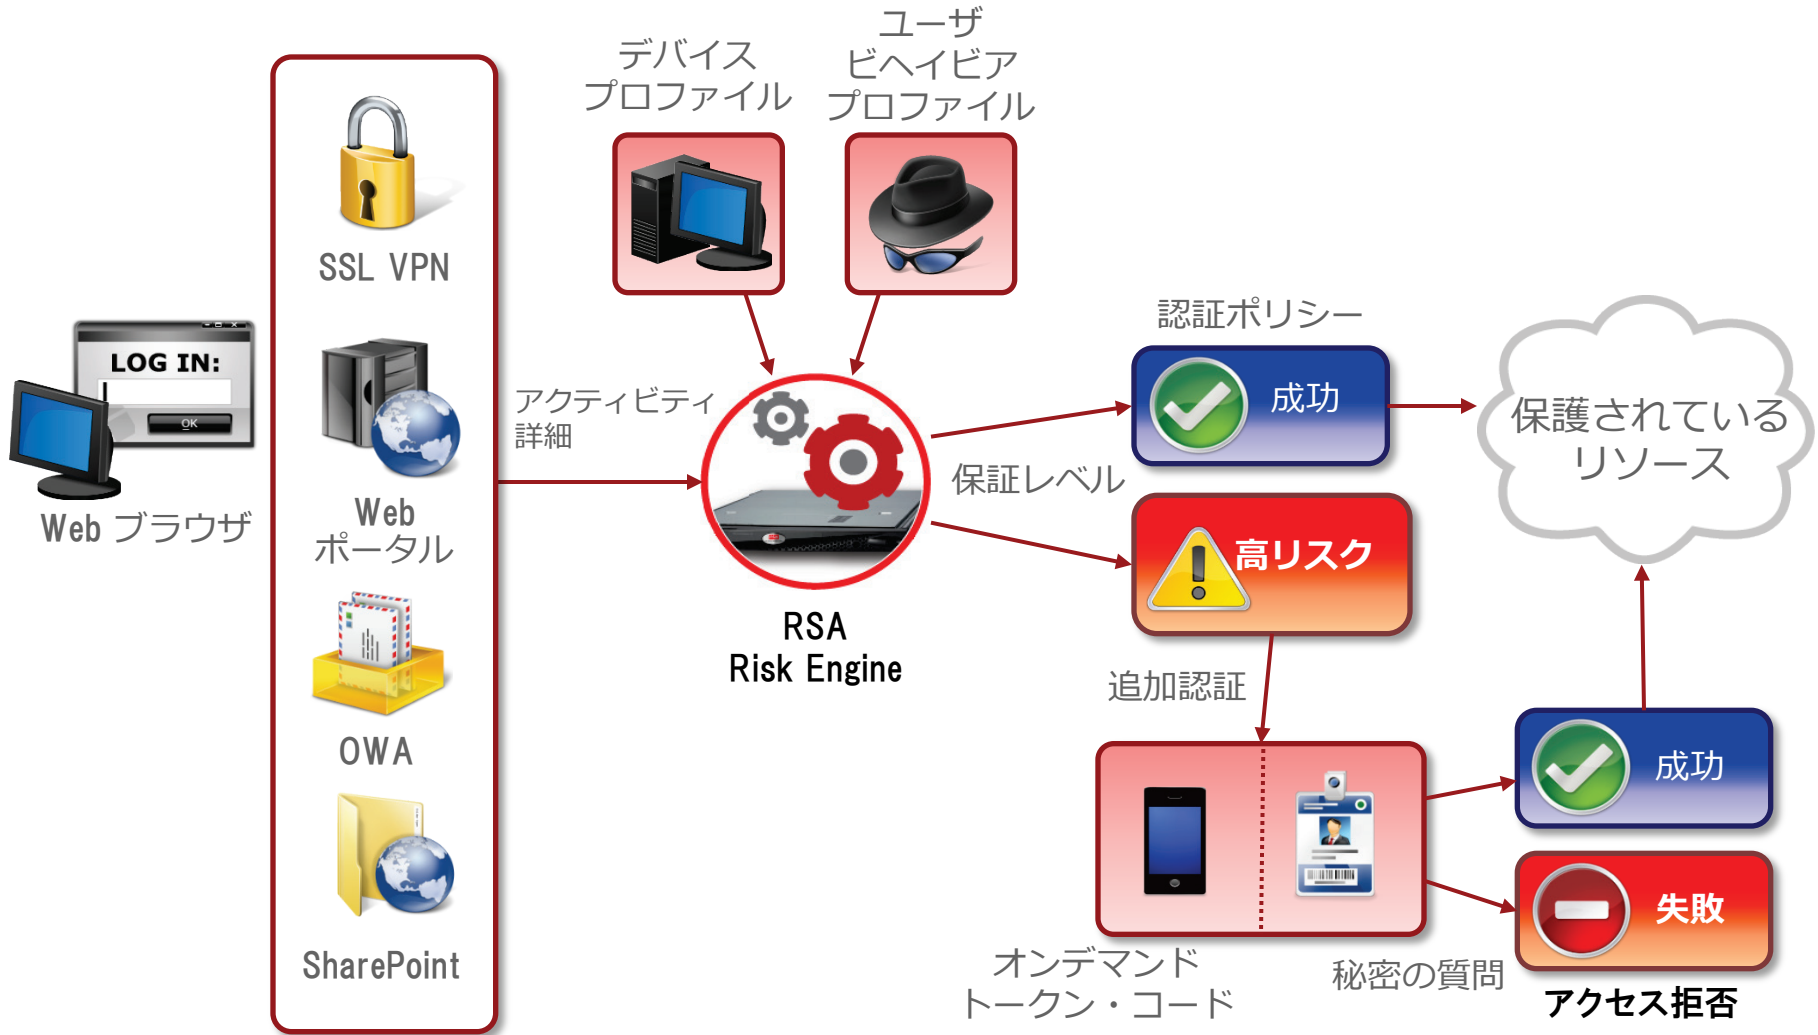 デバイス
プロファイル
ユーザ
ビヘイビア
プロファイル
SSL VPN
LOG IN:
OK
Web ブラウザ
Web
ポータル
OWA
SharePoint
アクティビティ
詳細
RSA
Risk Engine
保証レベル
認証ポリシー
成功
高リスク
保護されている
リソース
追加認証
オンデマンド
トークン・コード
秘密の質問
成功
失敗
アクセス拒否